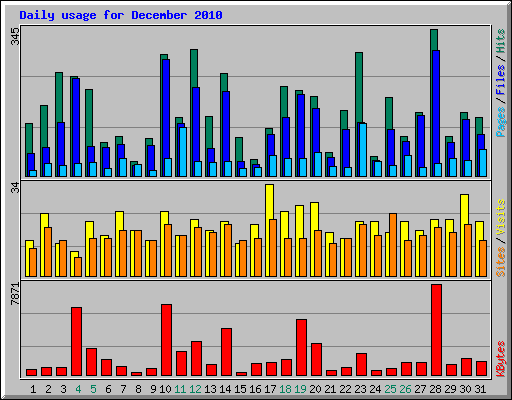 Daily usage for December 2010
345
Pages / Files / Hits
34
Sites / Visits
7871
KBytes
1 2 3 4 5 6 7 8 9 10 11 12 13 14 15 16 17 18 19 20 21 22 23 24 25 26 27 28 29 30 31